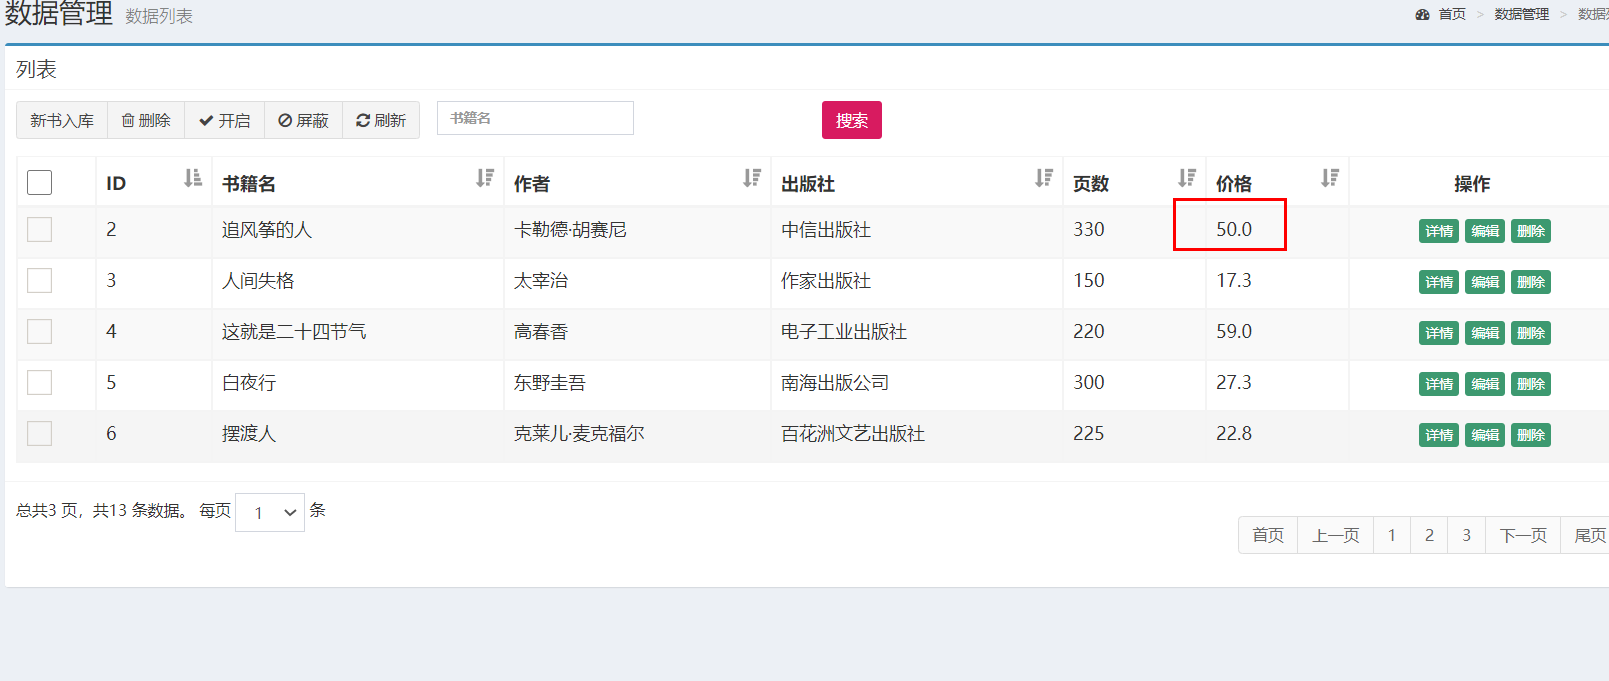 数据管理 数据列表
首页 > 数据管理 > 数据
列表
新书入库 删除 开启 屏蔽 刷新 书籍名 搜索
ID 书籍名 作者 出版社 页数 价格 操作
2 追风筝的人 卡勒德·胡赛尼 中信出版社 330 50.0 详情 编辑 删除
3 人间失格 太宰治 作家出版社 150 17.3 详情 编辑 删除
4 这就是二十四节气 高春香 电子工业出版社 220 59.0 详情 编辑 删除
5 白夜行 东野圭吾 南海出版公司 300 27.3 详情 编辑 删除
6 摆渡人 克莱儿·麦克福尔 百花洲文艺出版社 225 22.8 详情 编辑 删除
总共3 页，共13 条数据。 每页 1 条
首页 上一页 1 2 3 下一页 尾页